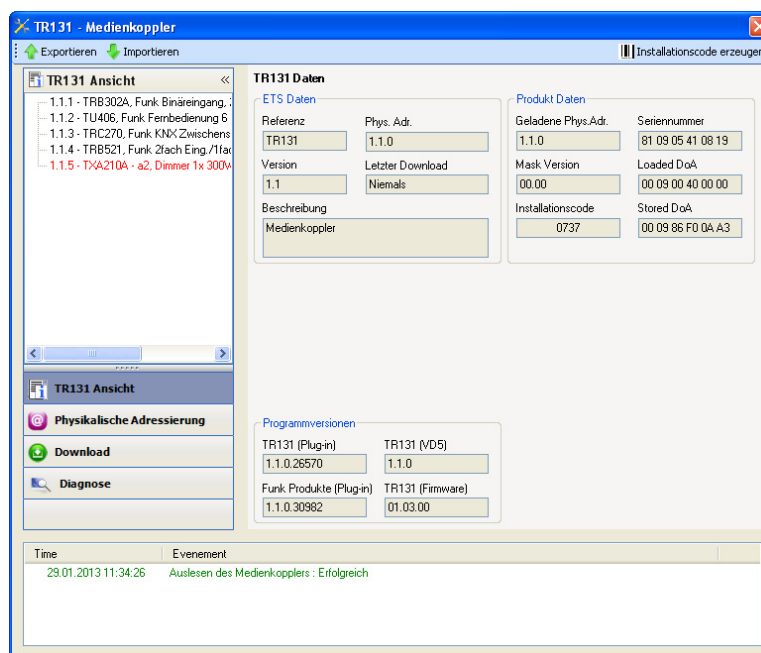 TR131 - Medienkoppler
Exportieren Importieren Installationscode erzeugen
TR131 Ansicht «
1.1.1 - TRB302A, Funk Binäreingang,
1.1.2 - TU406, Funk Fernbedienung 6
1.1.3 - TRC270, Funk KNX Zwischens
1.1.4 - TRB521, Funk 2fach Eing./1fac
1.1.5 - TXA210A - a2, Dimmer 1x 300W
TR131 Ansicht
Physikalische Adressierung
Download
Diagnose
TR131 Daten
ETS Daten
Referenz Phys. Adr.
TR131 1.1.0
Version Letzter Download
1.1 Niemals
Beschreibung
Medienkoppler
Produkt Daten
Geladene Phys.Adr. Seriennummer
1.1.0 81 09 05 41 08 19
Mask Version Loaded DoA
00.00 00 09 00 40 00 00
Installationscode Stored DoA
0737 00 09 86 F0 0A A3
Programmversionen
TR131 (Plug-in) TR131 (VD5)
1.1.0.26570 1.1.0
Funk Produkte (Plug-in) TR131 (Firmware)
1.1.0.30982 01.03.00
Time Evenement
29.01.2013 11:34:26 Auslesen des Medienkopplers : Erfolgreich